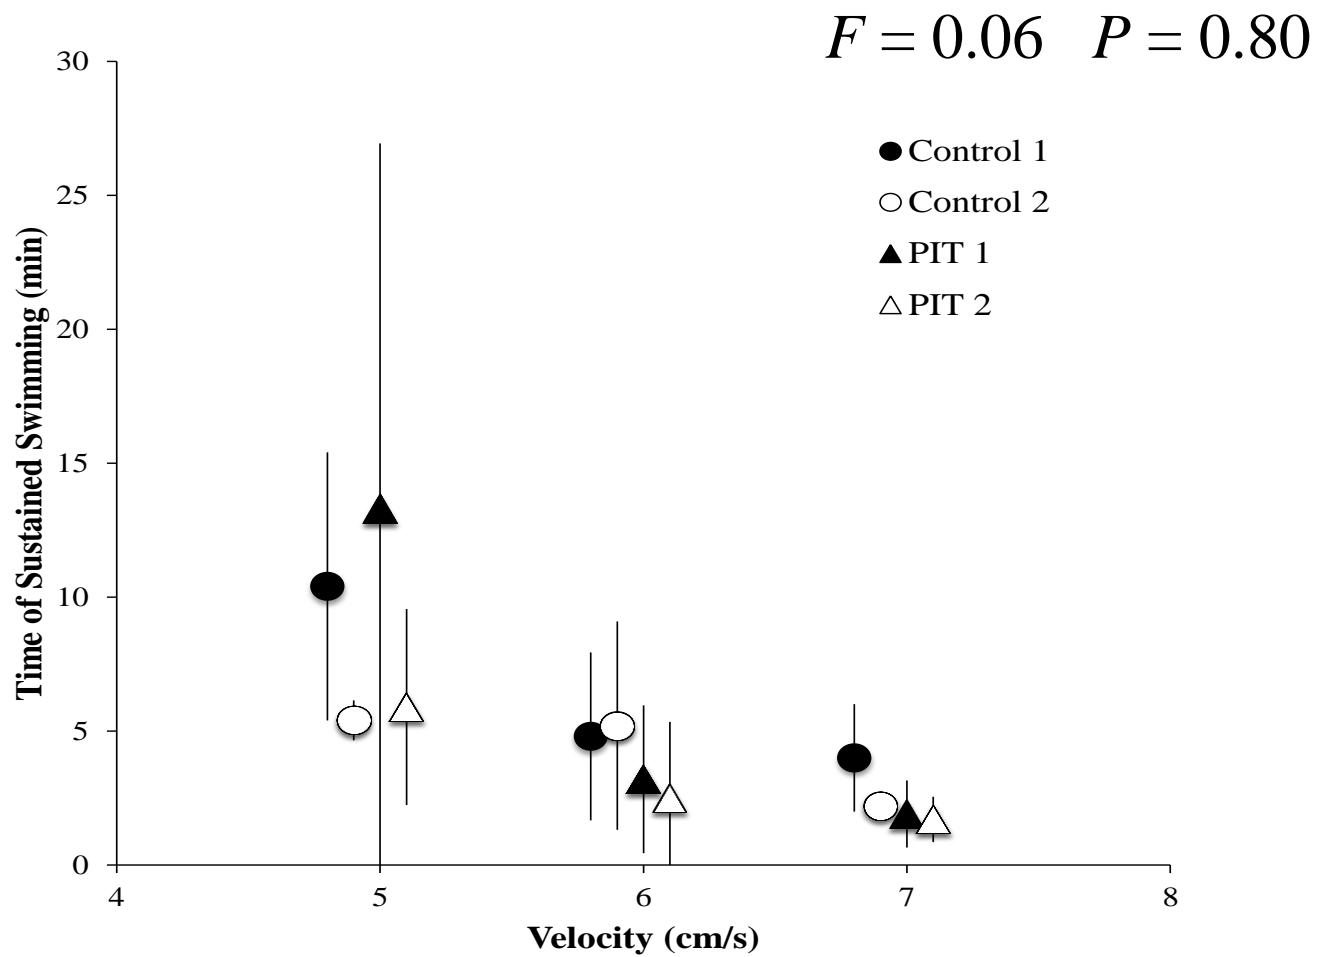 F = 0.06 P = 0.80
30
25
20
15
10
5
0
Time of Sustained Swimming (min)
Control 1
Control 2
PIT 1
PIT 2
4 5 6 7 8
Velocity (cm/s)